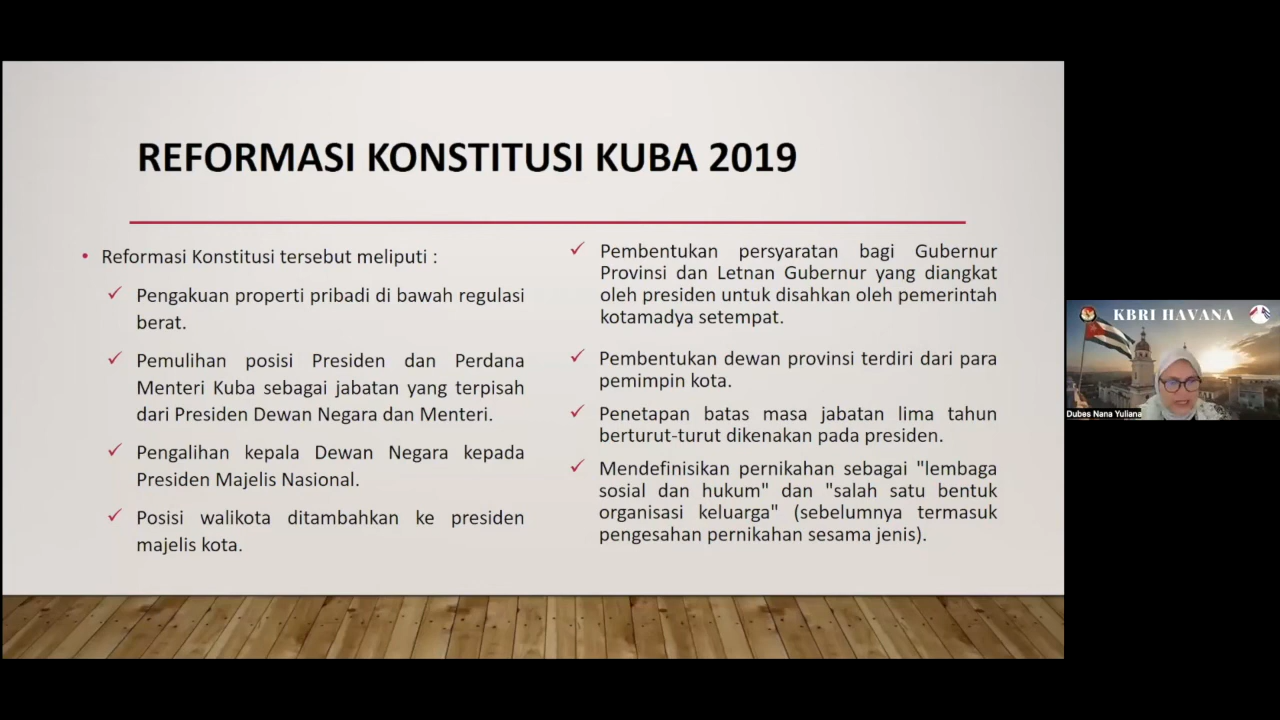 REFORMASI KONSTITUSI KUBA 2019
• Reformasi Konstitusi tersebut meliputi :
✓ Pengakuan properti pribadi di bawah regulasi
berat.
✓ Pemulihan posisi Presiden dan Perdana
Menteri Kuba sebagai jabatan yang terpisah
dari Presiden Dewan Negara dan Menteri.
✓ Pengalihan kepala Dewan Negara kepada
Presiden Majelis Nasional.
✓ Posisi walikota ditambahkan ke presiden
majelis kota.
✓ Pembentukan persyaratan bagi Gubernur
Provinsi dan Letnan Gubernur yang diangkat
oleh presiden untuk disahkan oleh pemerintah
kotamadya setempat.
✓ Pembentukan dewan provinsi terdiri dari para
pemimpin kota.
✓ Penetapan batas masa jabatan lima tahun
berturut-turut dikenakan pada presiden.
✓ Mendefinisikan pernikahan sebagai "lembaga
sosial dan hukum" dan "salah satu bentuk
organisasi keluarga" (sebelumnya termasuk
pengesahan pernikahan sesama jenis).
KBRI HAVANA
Dubes Nana Yuliana